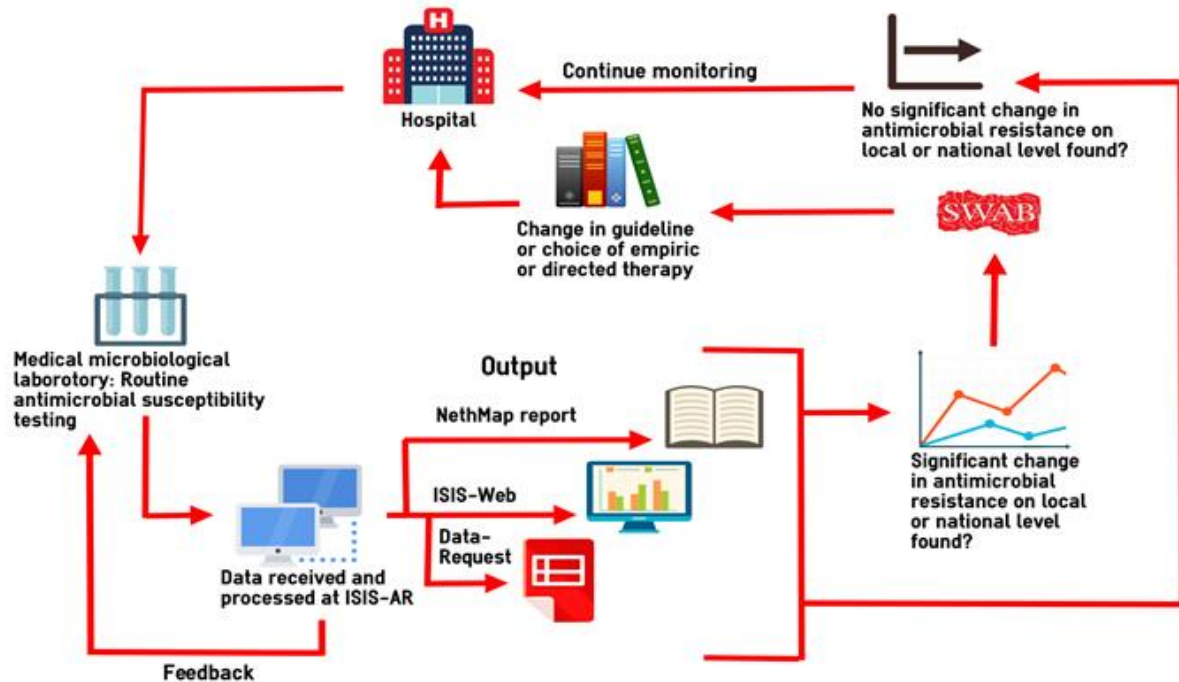 H
Continue monitoring
Hospital
No significant change in
antimicrobial resistance on
local or national level found?
SWAB
Change in guideline
or choice of empiric
or directed therapy
Medical microbiological
laborotory: Routine
antimicrobial susceptibility
testing
Output
NethMap report
ISIS-Web
Data-
Request
Data received and
processed at ISIS-AR
Significant change
in antimicrobial
resistance on local
or national level
found?
Feedback